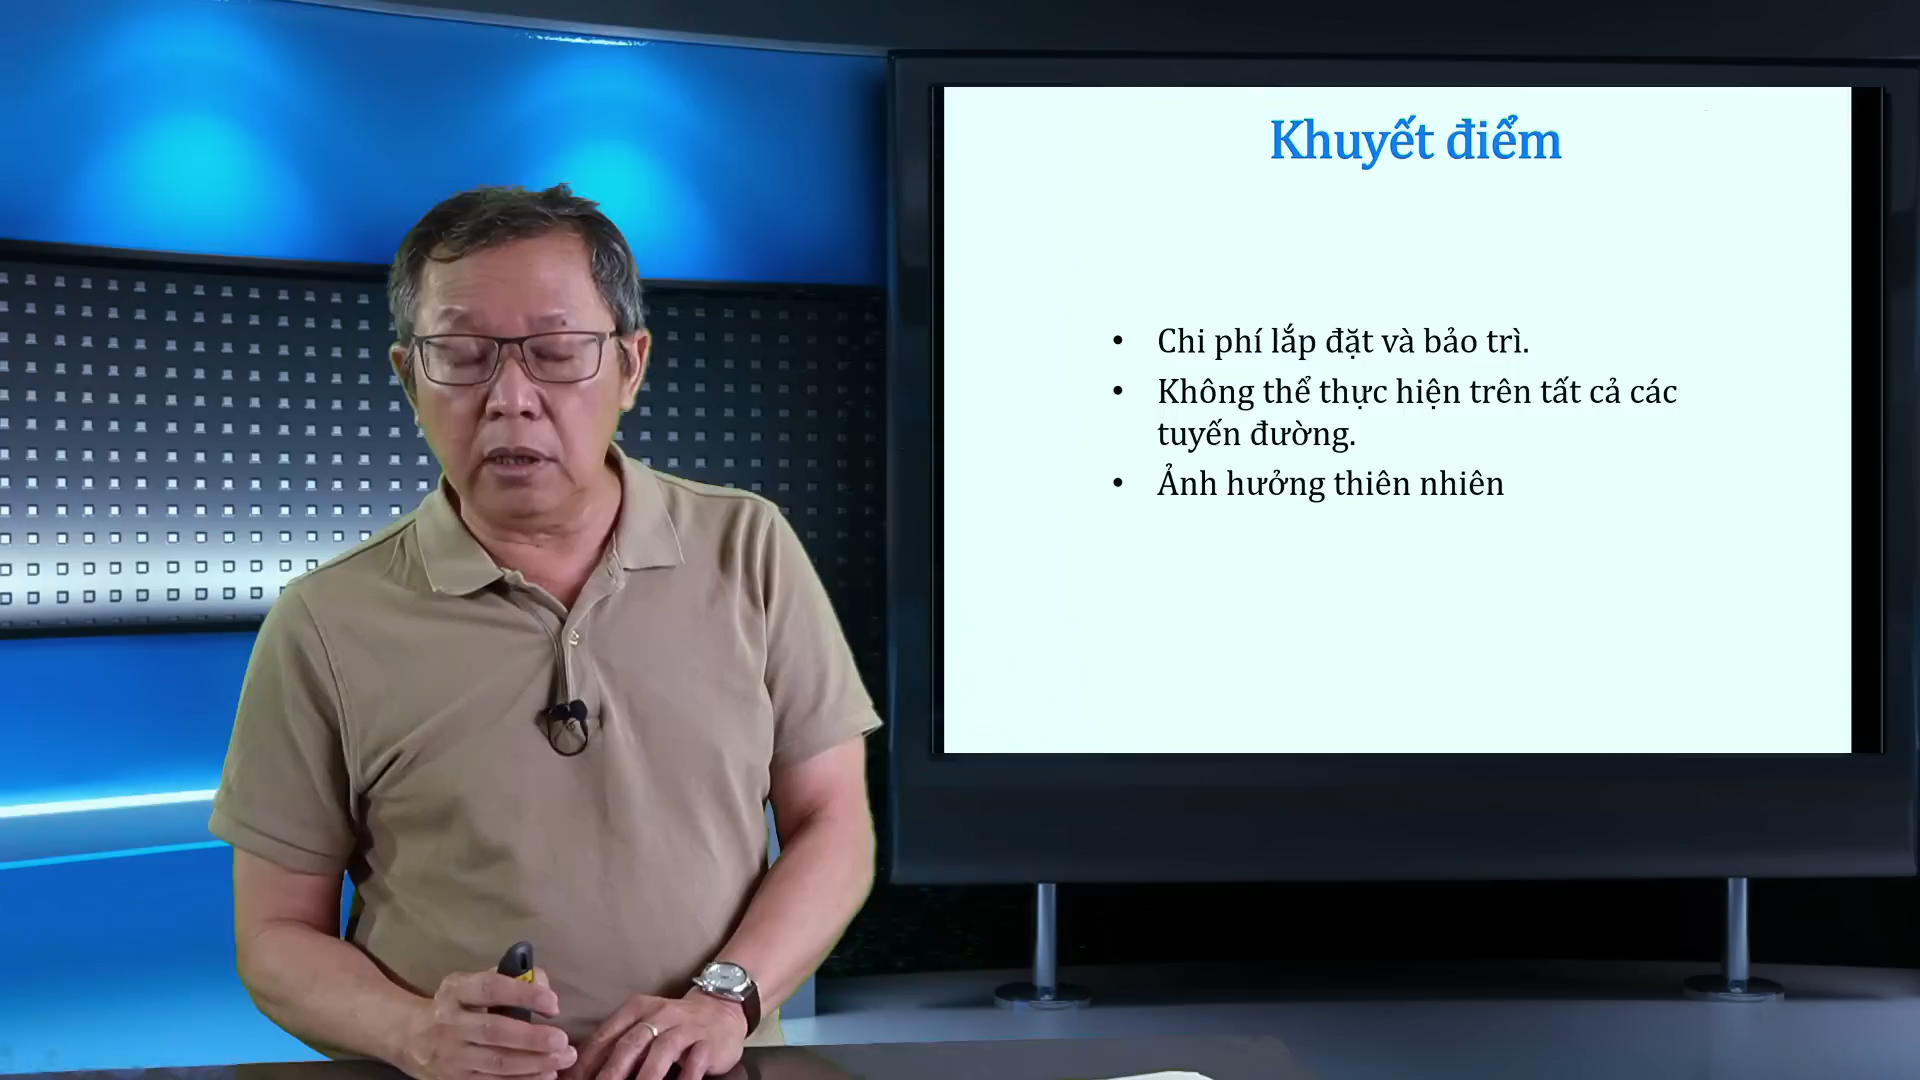 Khuyết điểm
• Chi phí lắp đặt và bảo trì.
• Không thể thực hiện trên tất cả các
tuyến đường.
• Ảnh hưởng thiên nhiên